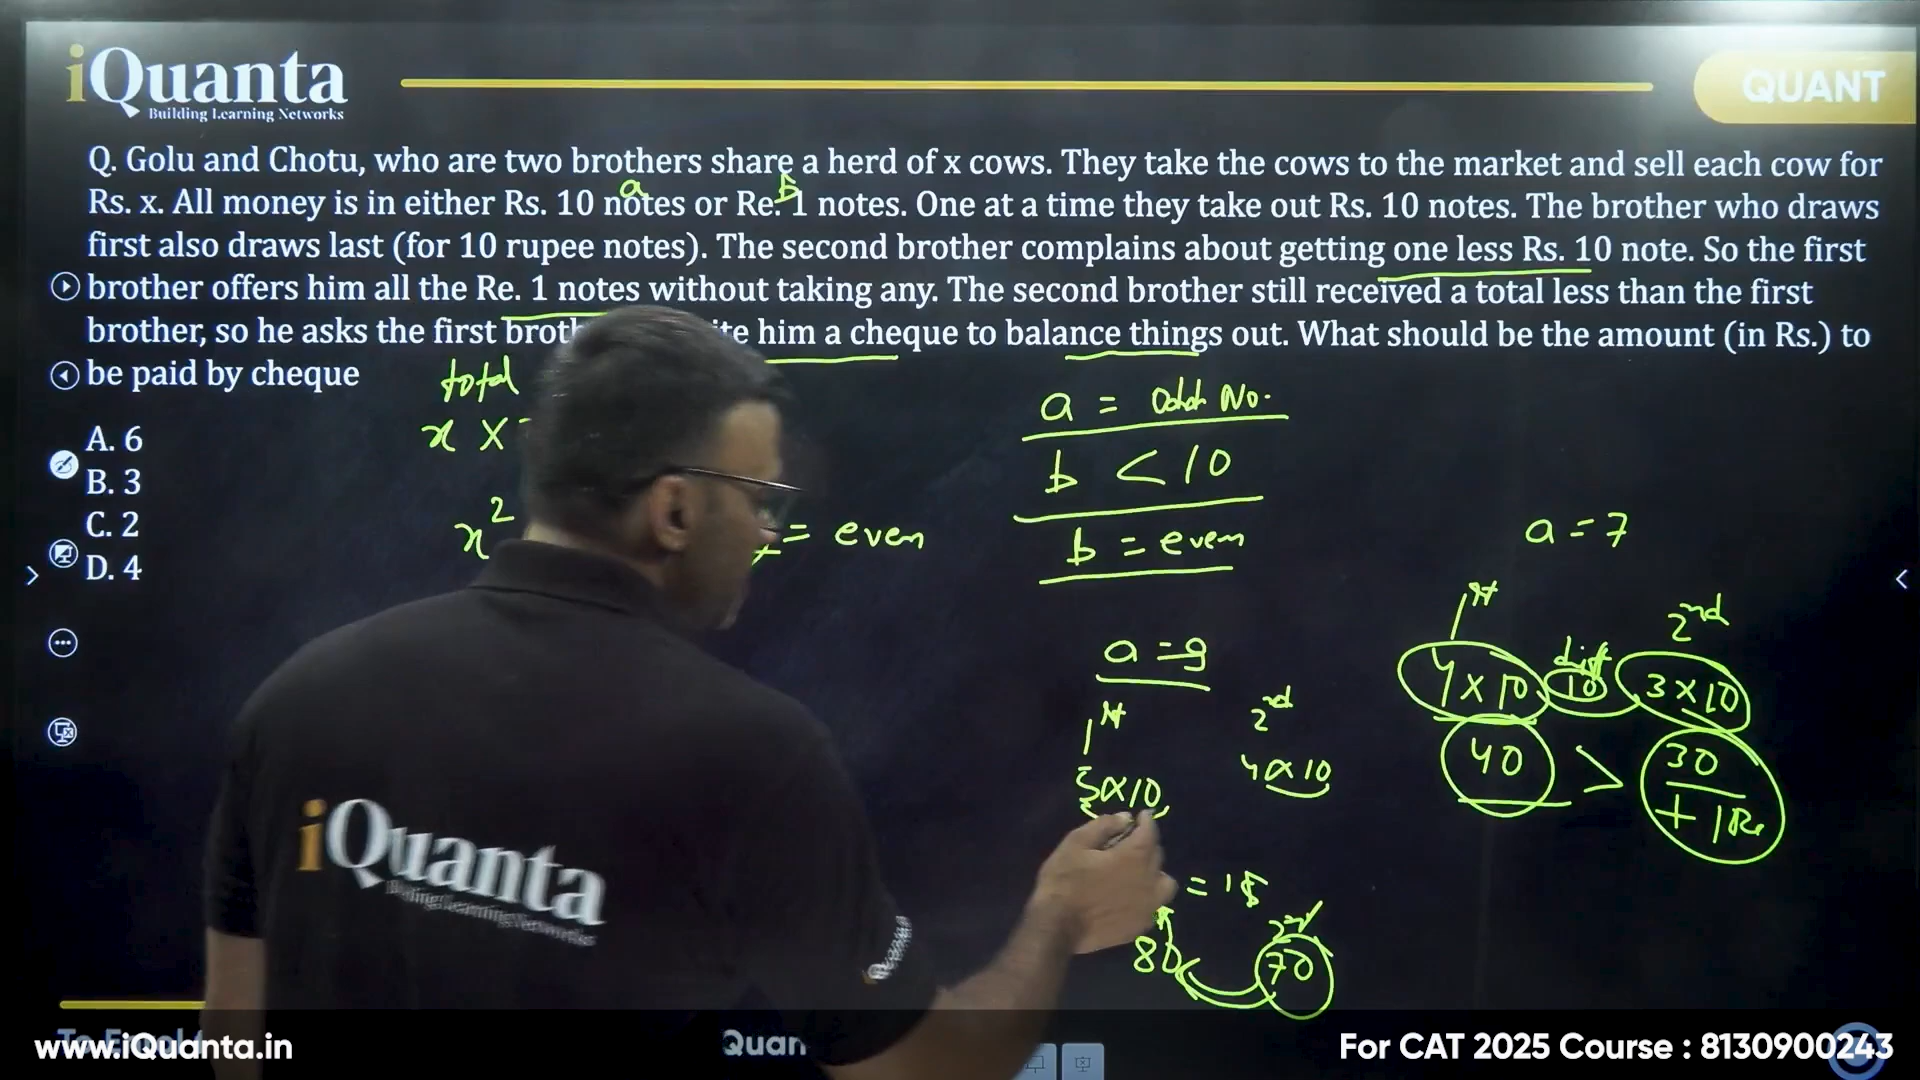 iQuanta
Building Learning Networks
QUANT
Q. Golu and Chotu, who are two brothers share a herd of x cows. They take the cows to the market and sell each cow for
Rs. x. All money is in either Rs. 10 notes or Re. 1 notes. One at a time they take out Rs. 10 notes. The brother who draws
a b
first also draws last (for 10 rupee notes). The second brother complains about getting one less Rs. 10 note. So the first
brother offers him all the Re. 1 notes without taking any. The second brother still received a total less than the first
brother, so he asks the first him a cheque to balance things out. What should be the amount (in Rs.) to
be paid by cheque
A. 6
B. 3
C. 2
D. 4
total
x ×
x²
= even
a = Odd No.
b < 10
b = even
a = 9
1st 2nd
5×10 4×10
= 15
2nd
80 70
a = 7
1st 2nd
4×10 diff 10 3×10
40 > 30
+ 1Re
iQuanta
Building Learning Networks
iQuanta
www.iQuanta.in
Quan
For CAT 2025 Course : 8130900243